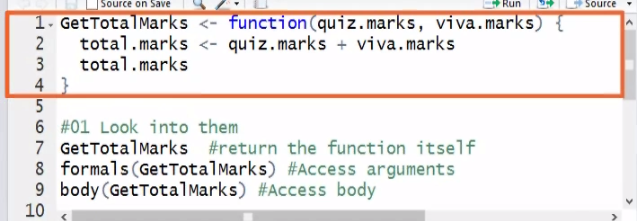 Source on Save
Run
Source
1 GetTotalMarks <- function(quiz.marks, viva.marks) {
2 total.marks <- quiz.marks + viva.marks
3 total.marks
4 }
5
6 #01 Look into them
7 GetTotalMarks #return the function itself
8 formals(GetTotalMarks) #Access arguments
9 body(GetTotalMarks) #Access body
10